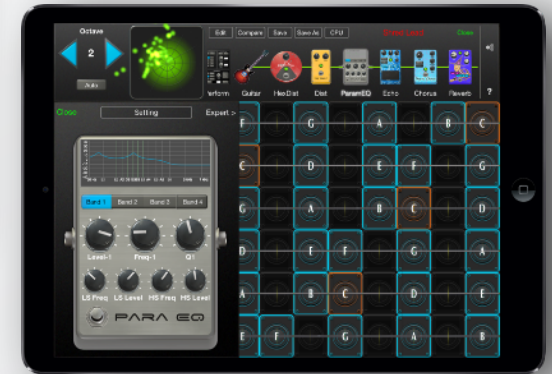 Octave
2
Auto
Edit Compare Save Save As CPU
Close
Guitar HexDist Dist ParamEQ Echo Chorus Reverb
?
Close Setting Expert >
Band 1 Band 2 Band 3 Band 4
Level-1 Freq-1 Q1
LS Freq LS Level HS Freq HS Level
PARA EQ
F G A B C
C D E F G
G A B C D
D E F G A
A B C D E
E F G A B